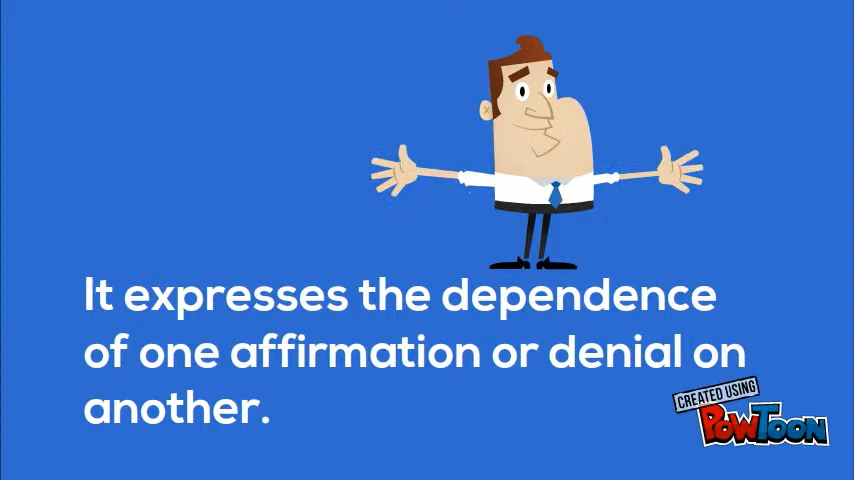 It expresses the dependence
of one affirmation or denial on
another.
CREATED USING
POWTOON